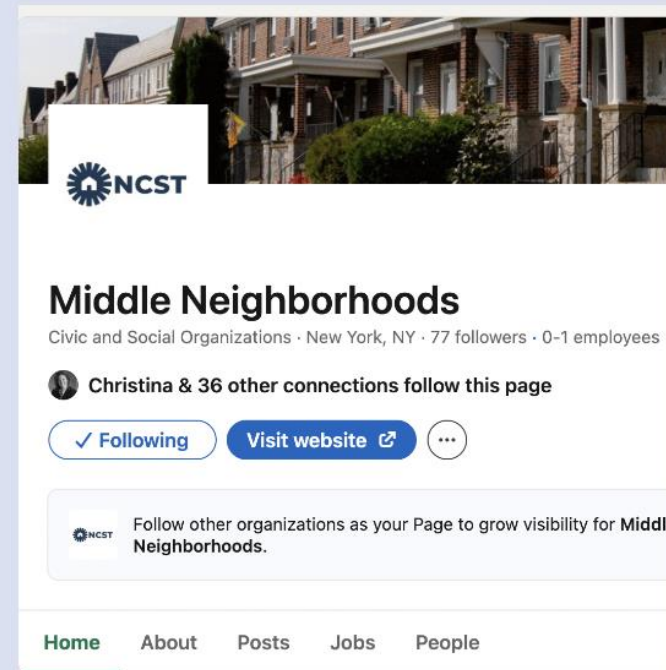 NCST
Middle Neighborhoods
Civic and Social Organizations · New York, NY · 77 followers · 0-1 employees
Christina & 36 other connections follow this page
✓ Following
Visit website
NCST
Follow other organizations as your Page to grow visibility for Middl
Neighborhoods.
Home About Posts Jobs People